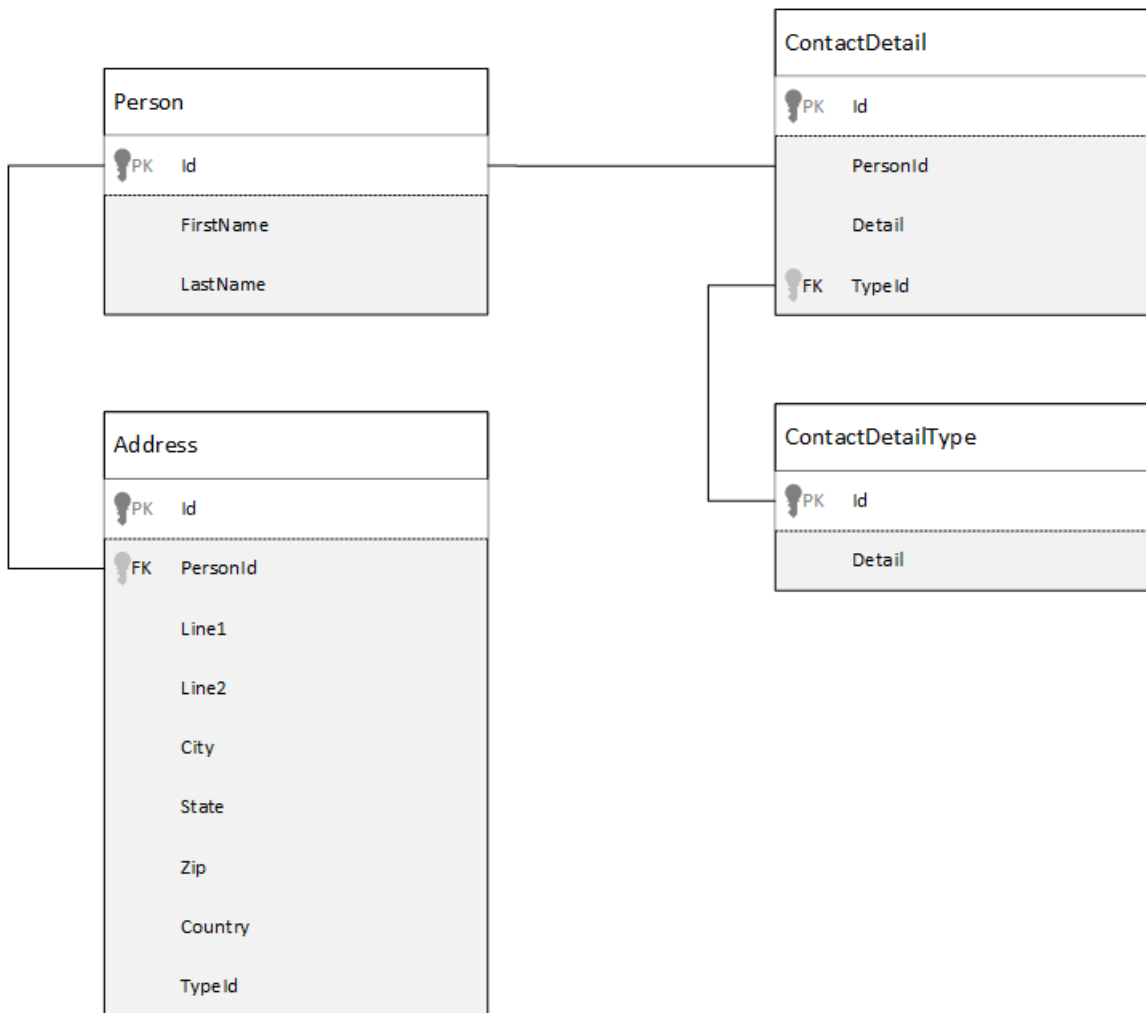 Person
PK Id
FirstName
LastName
ContactDetail
PK Id
PersonId
Detail
FK TypeId
Address
PK Id
FK PersonId
Line1
Line2
City
State
Zip
Country
TypeId
ContactDetailType
PK Id
Detail